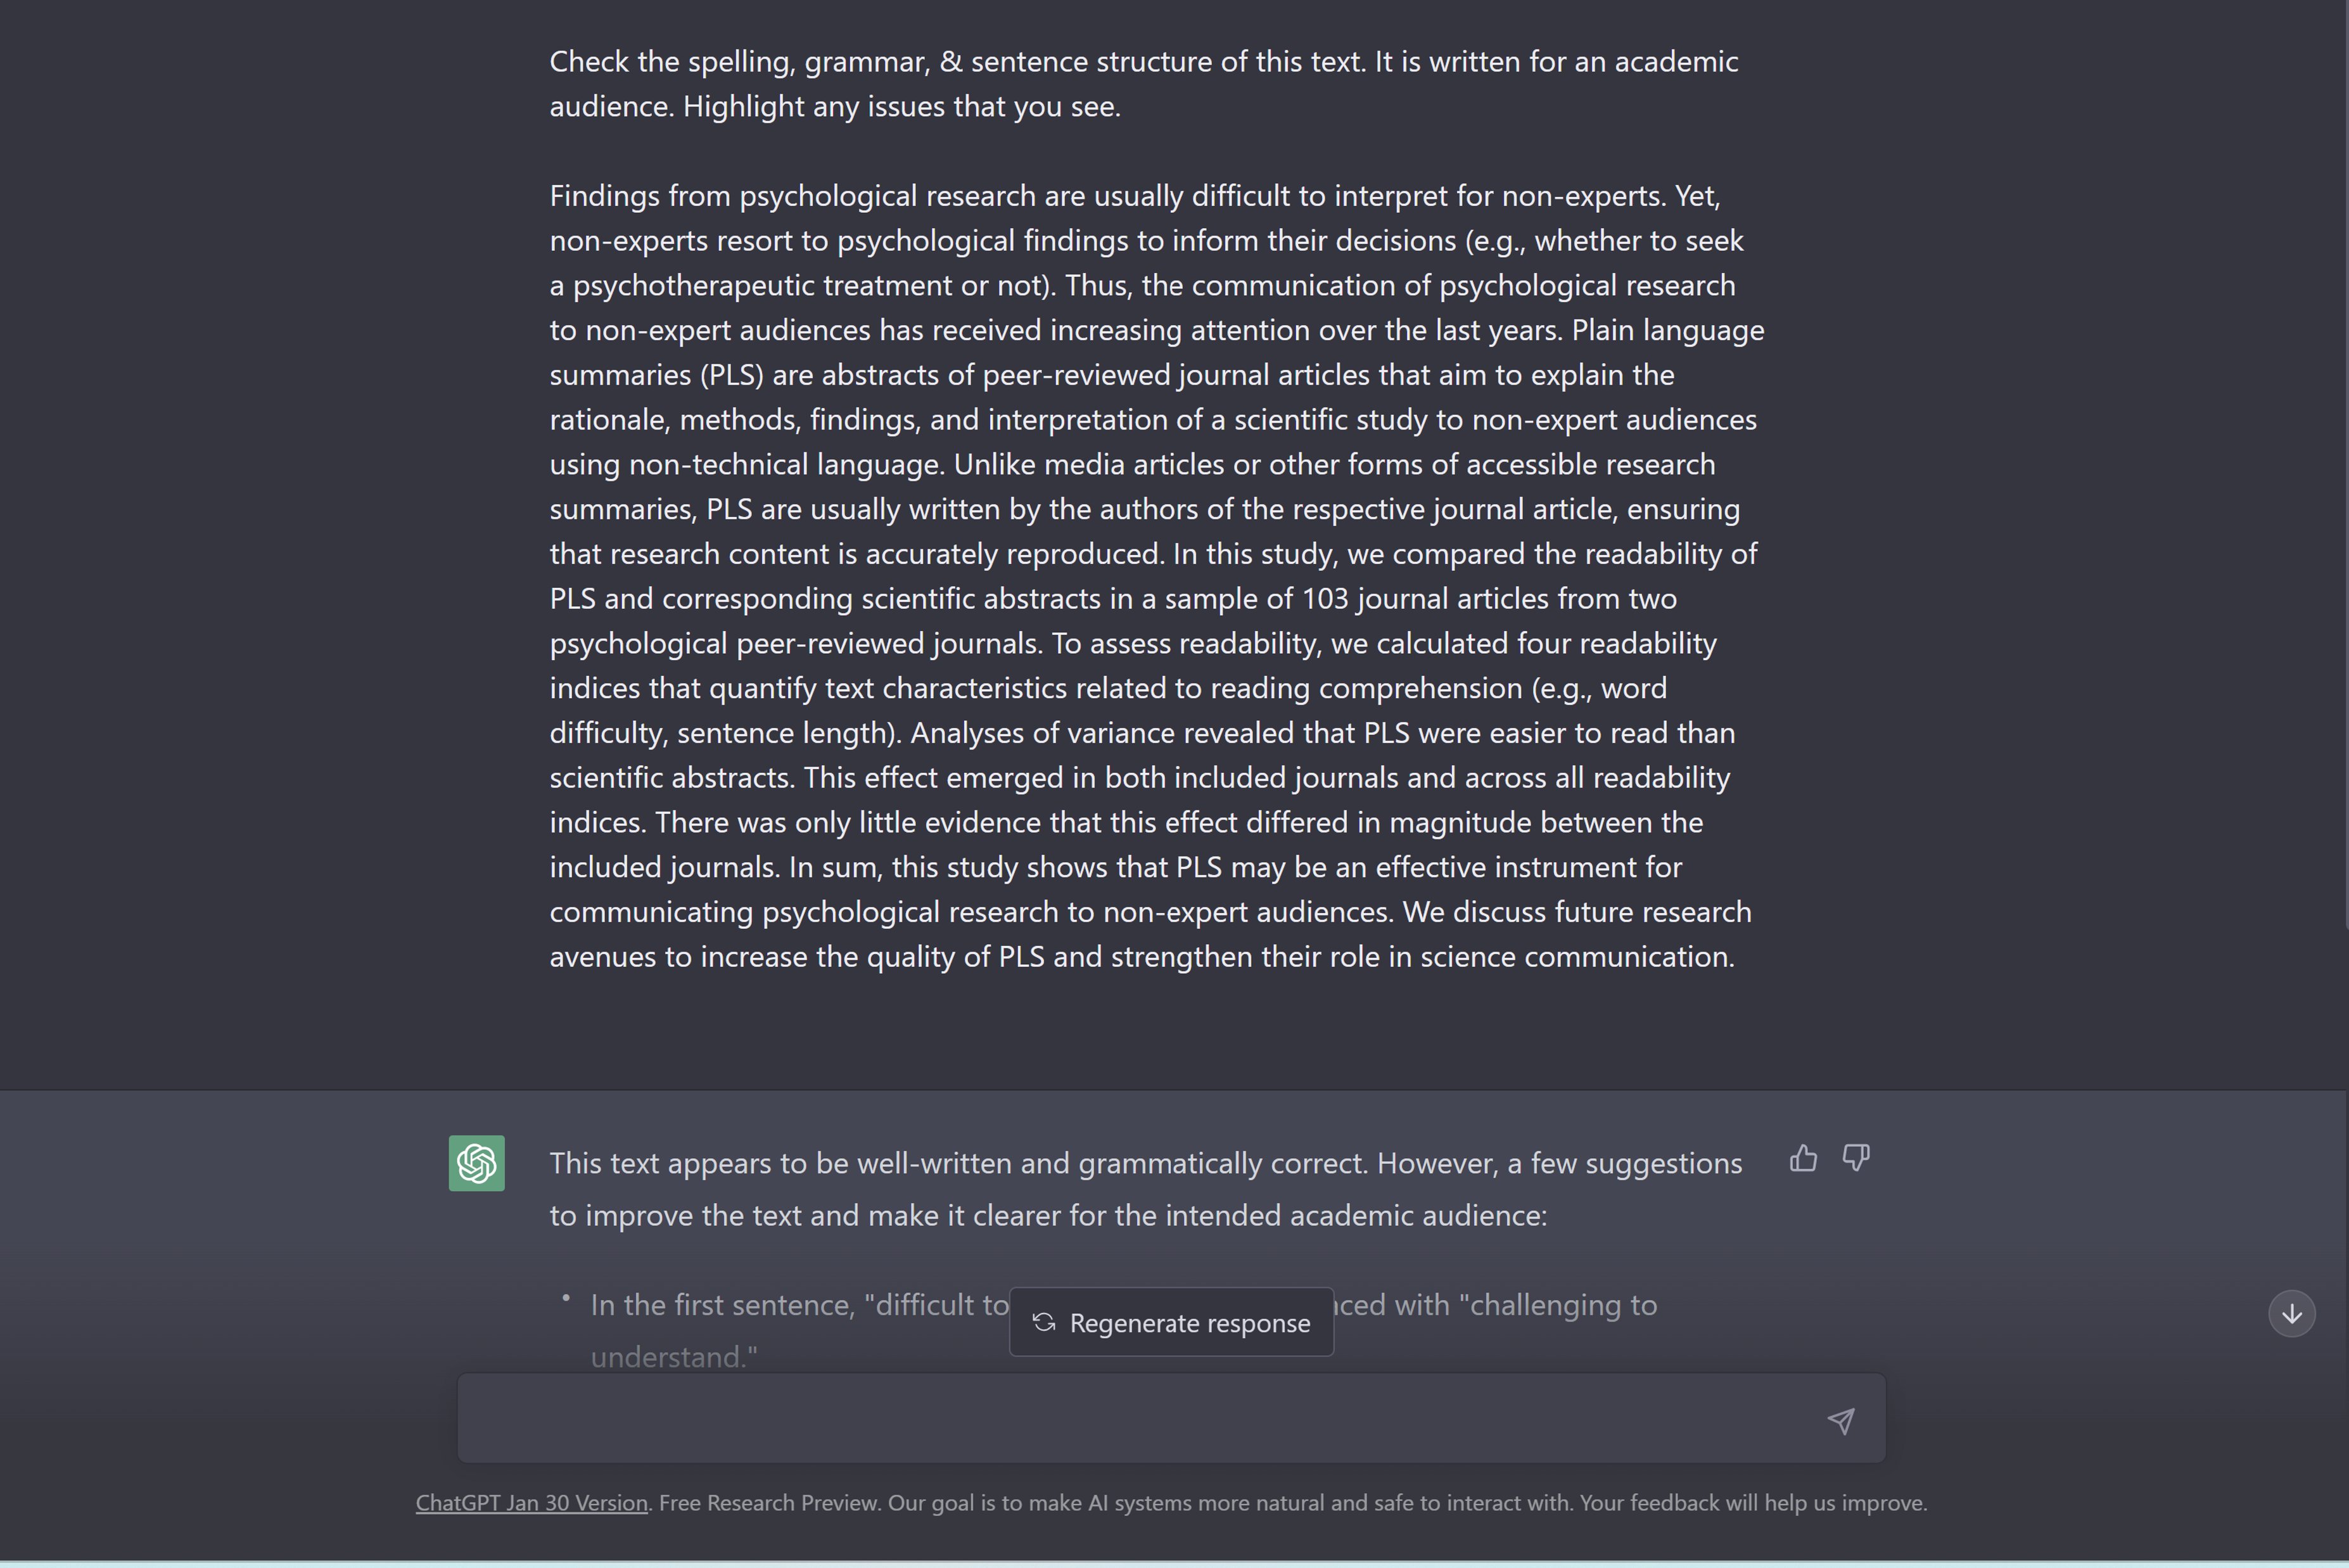 Check the spelling, grammar, & sentence structure of this text. It is written for an academic
audience. Highlight any issues that you see.
Findings from psychological research are usually difficult to interpret for non-experts. Yet,
non-experts resort to psychological findings to inform their decisions (e.g., whether to seek
a psychotherapeutic treatment or not). Thus, the communication of psychological research
to non-expert audiences has received increasing attention over the last years. Plain language
summaries (PLS) are abstracts of peer-reviewed journal articles that aim to explain the
rationale, methods, findings, and interpretation of a scientific study to non-expert audiences
using non-technical language. Unlike media articles or other forms of accessible research
summaries, PLS are usually written by the authors of the respective journal article, ensuring
that research content is accurately reproduced. In this study, we compared the readability of
PLS and corresponding scientific abstracts in a sample of 103 journal articles from two
psychological peer-reviewed journals. To assess readability, we calculated four readability
indices that quantify text characteristics related to reading comprehension (e.g., word
difficulty, sentence length). Analyses of variance revealed that PLS were easier to read than
scientific abstracts. This effect emerged in both included journals and across all readability
indices. There was only little evidence that this effect differed in magnitude between the
included journals. In sum, this study shows that PLS may be an effective instrument for
communicating psychological research to non-expert audiences. We discuss future research
avenues to increase the quality of PLS and strengthen their role in science communication.
This text appears to be well-written and grammatically correct. However, a few suggestions
to improve the text and make it clearer for the intended academic audience:
• In the first sentence, "difficult to with "challenging to
understand."
Regenerate response
ChatGPT Jan 30 Version. Free Research Preview. Our goal is to make AI systems more natural and safe to interact with. Your feedback will help us improve.